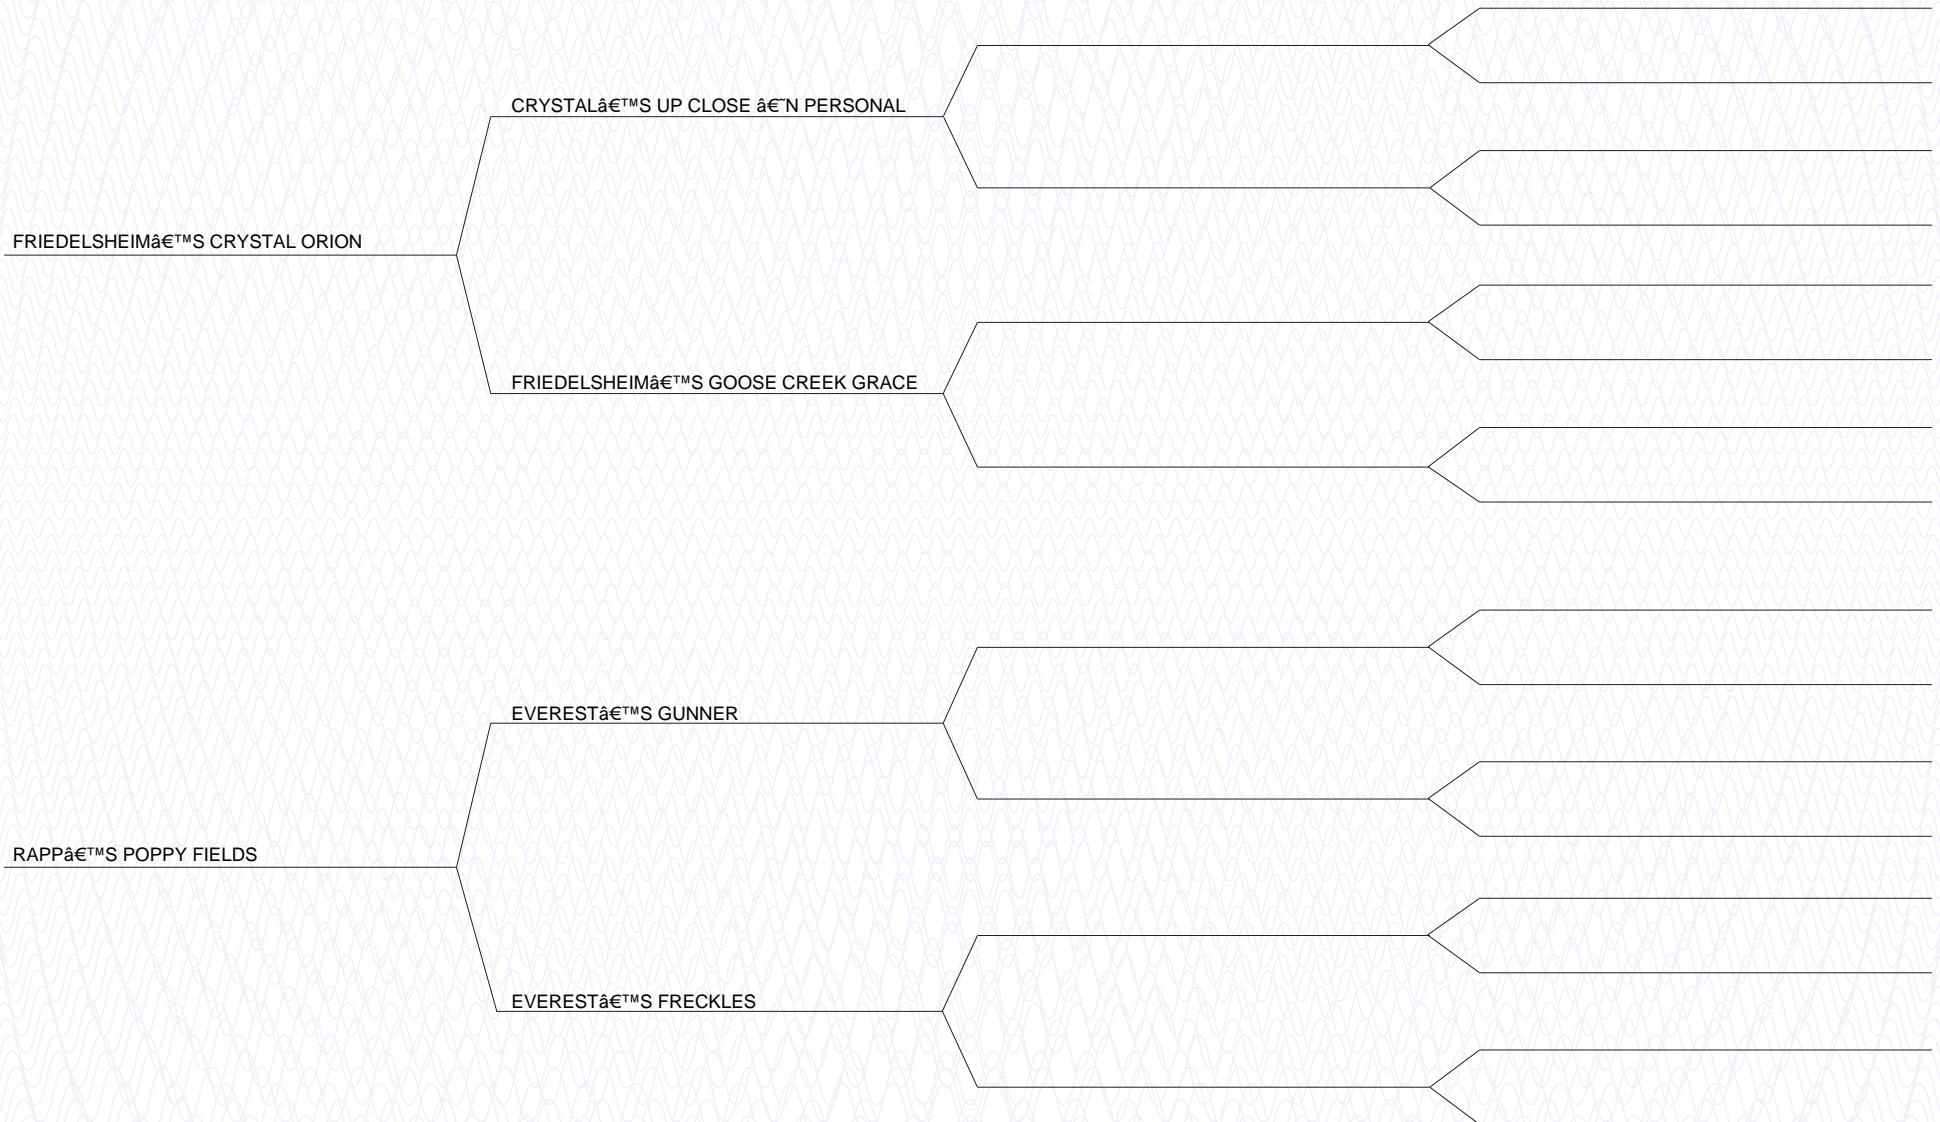 CRYSTALâ€™S UP CLOSE â€˜N PERSONAL
FRIEDELSHEIMâ€™S CRYSTAL ORION
FRIEDELSHEIMâ€™S GOOSE CREEK GRACE
EVERESTâ€™S GUNNER
RAPPâ€™S POPPY FIELDS
EVERESTâ€™S FRECKLES